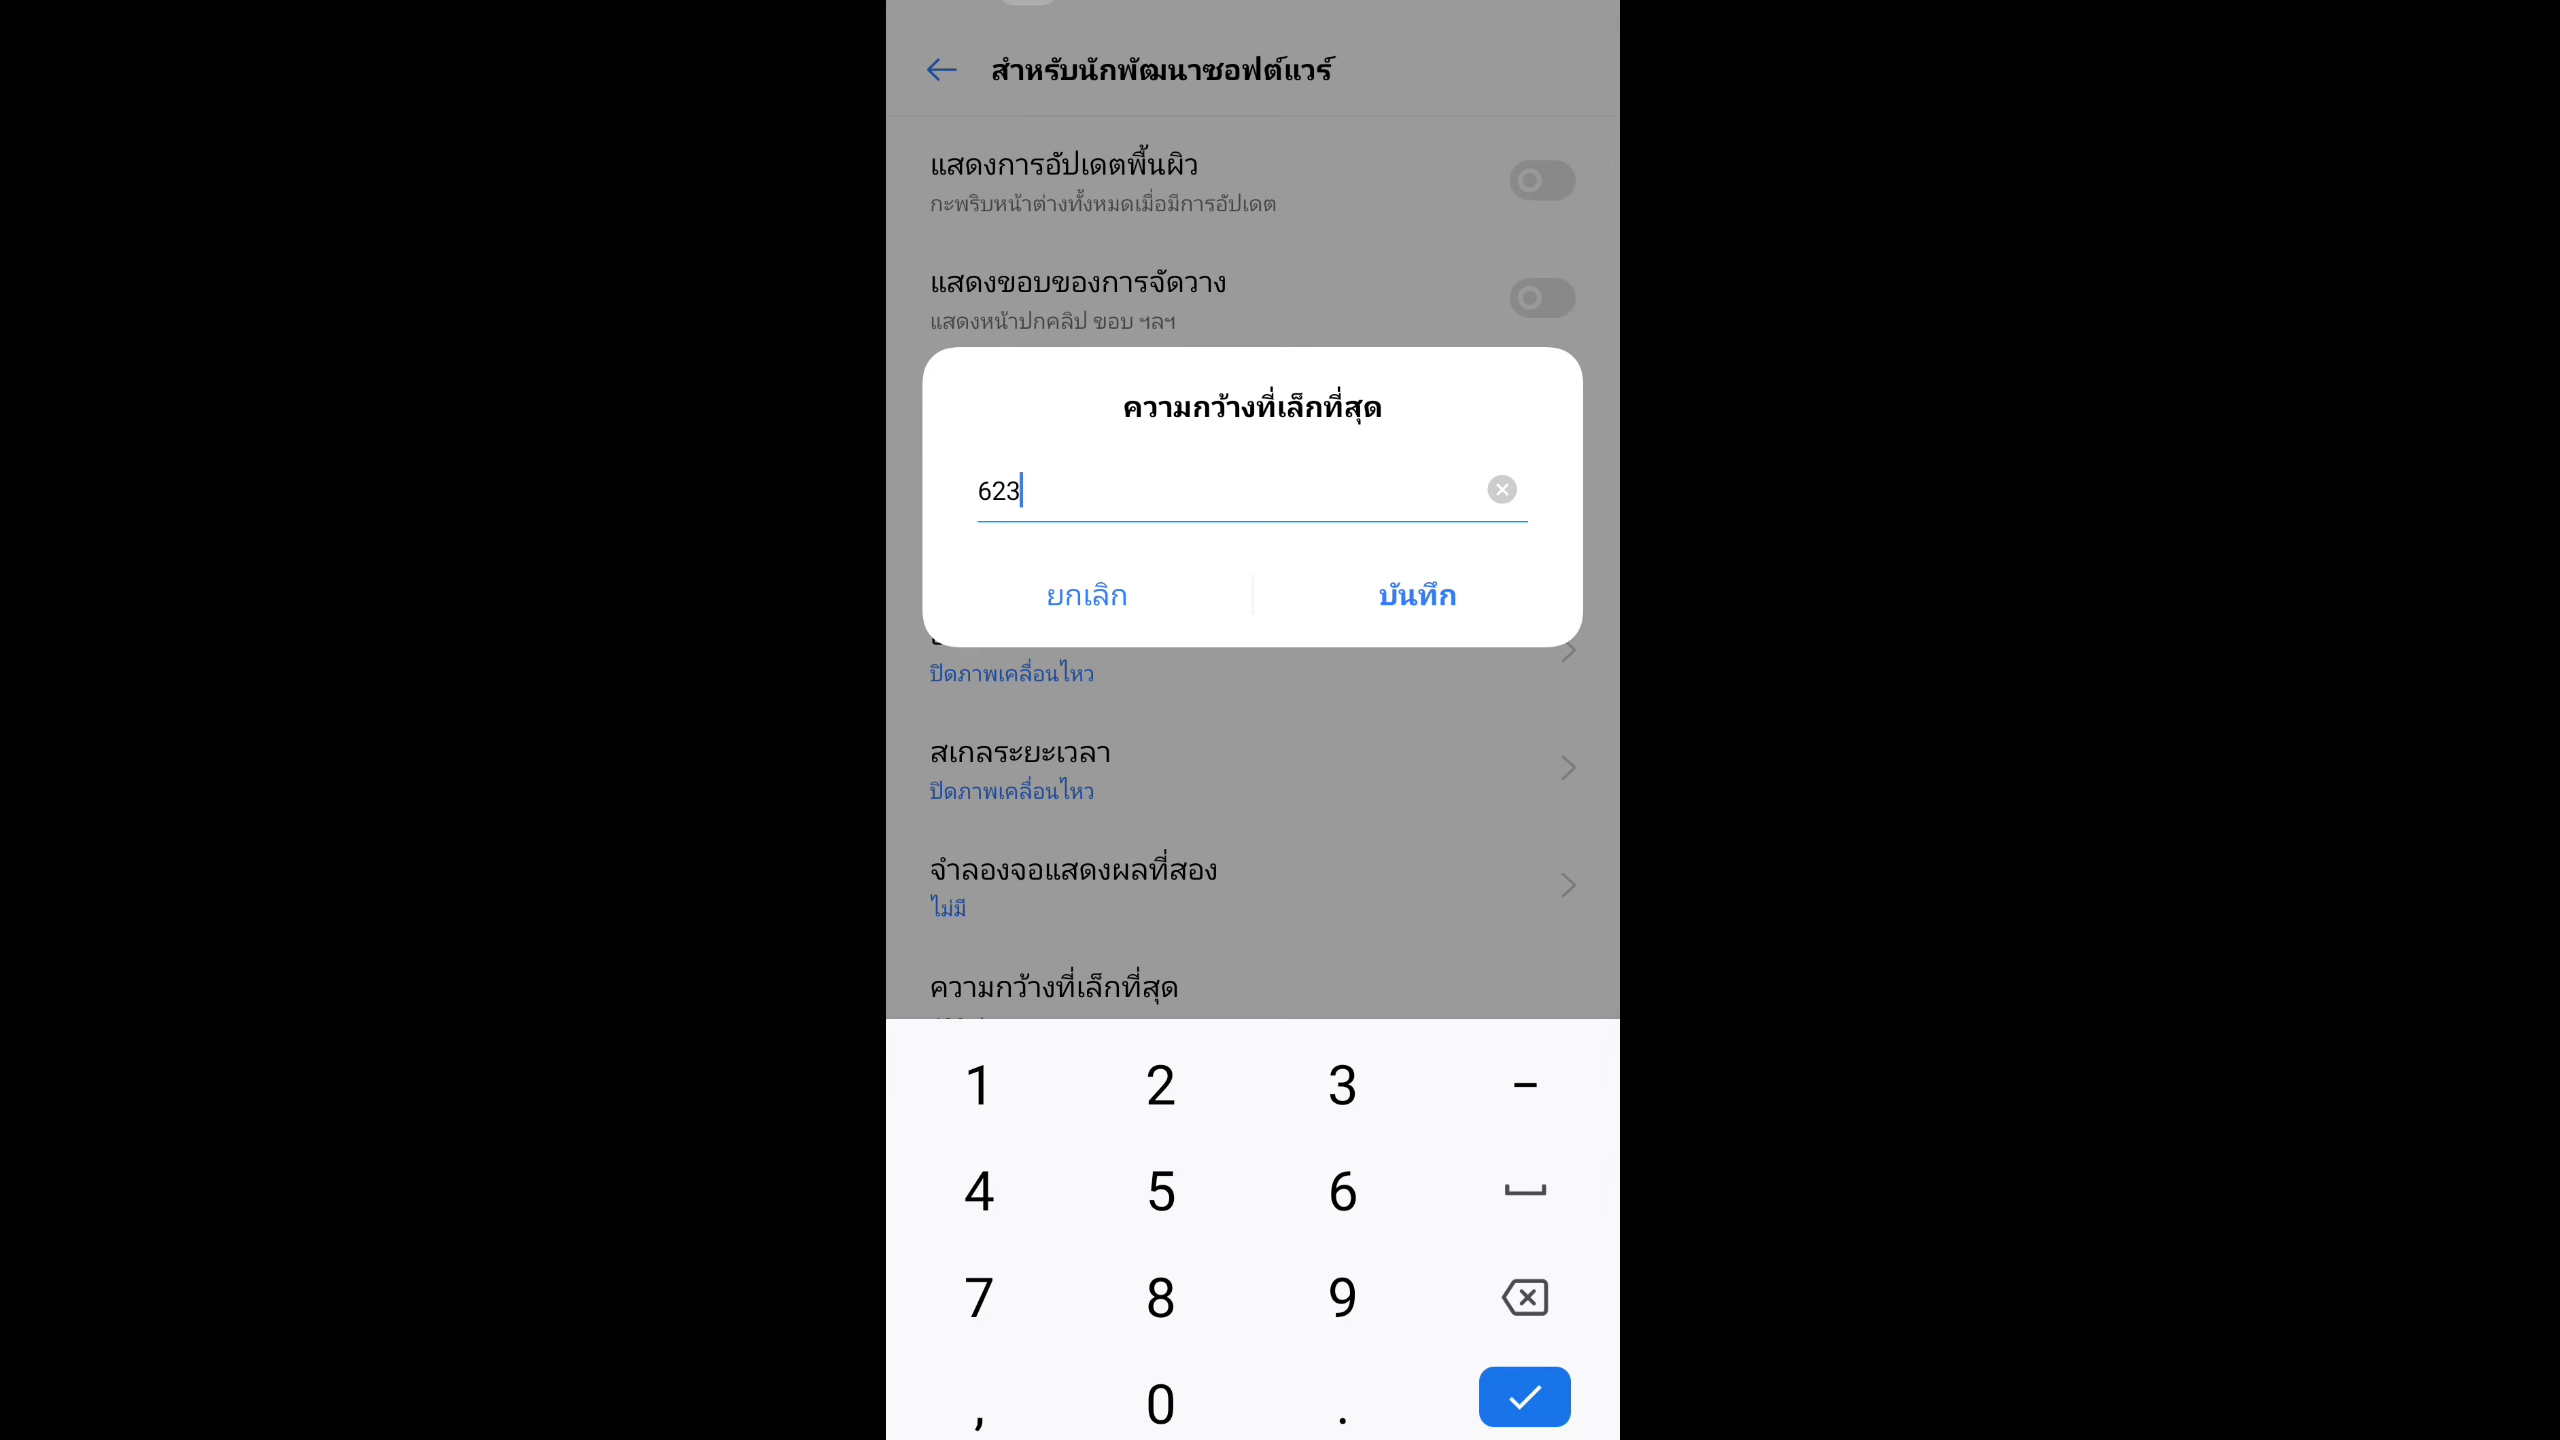 สำหรับนักพัฒนาซอฟต์แวร์
แสดงการอัปเดตพื้นผิว
กะพริบหน้าต่างทั้งหมดเมื่อมีการอัปเดต
แสดงขอบของการจัดวาง
แสดงหน้าปกคลิป ขอบ ฯลฯ
ความกว้างที่เล็กที่สุด
623
ยกเลิก
บันทึก
ปิดภาพเคลื่อนไหว
สเกลระยะเวลา
ปิดภาพเคลื่อนไหว
จำลองจอแสดงผลที่สอง
ไม่มี
ความกว้างที่เล็กที่สุด
1 2 3 -
4 5 6
7 8 9
, 0 .